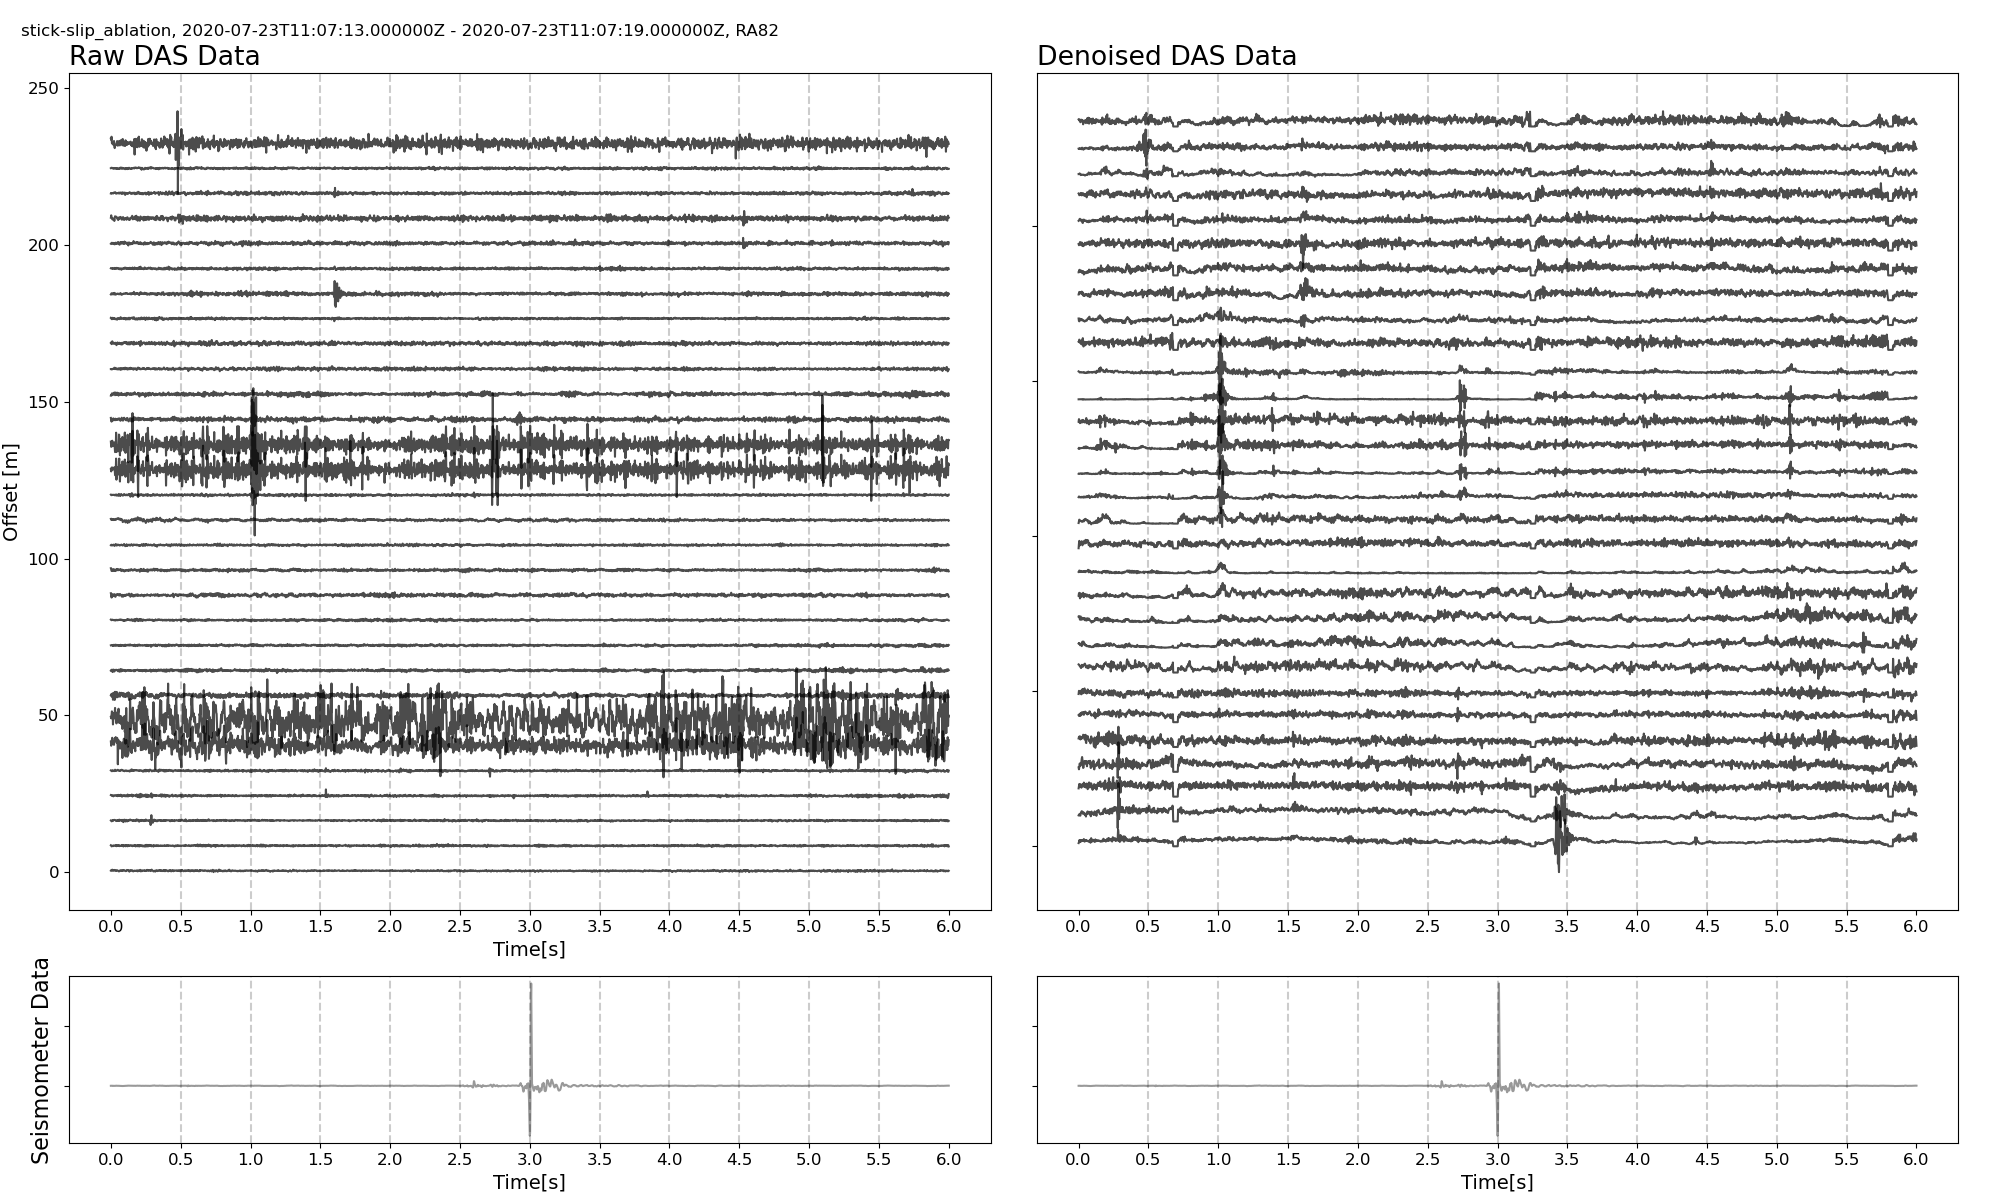 stick-slip_ablation, 2020-07-23T11:07:13.000000Z - 2020-07-23T11:07:19.000000Z, RA82
Raw DAS Data
Denoised DAS Data
250
200
150
100
50
0
Offset [m]
0.0 0.5 1.0 1.5 2.0 2.5 3.0 3.5 4.0 4.5 5.0 5.5 6.0
Time[s]
0.0 0.5 1.0 1.5 2.0 2.5 3.0 3.5 4.0 4.5 5.0 5.5 6.0
Seismometer Data
0.0 0.5 1.0 1.5 2.0 2.5 3.0 3.5 4.0 4.5 5.0 5.5 6.0
Time[s]
0.0 0.5 1.0 1.5 2.0 2.5 3.0 3.5 4.0 4.5 5.0 5.5 6.0
Time[s]